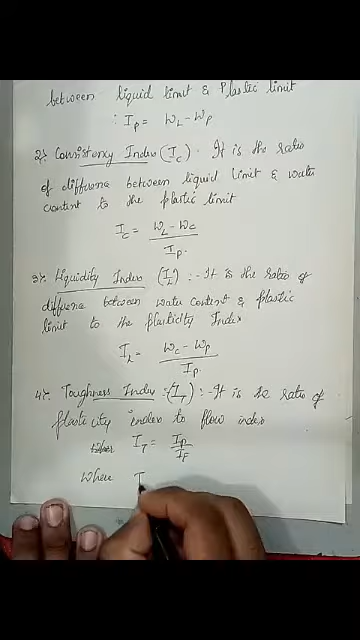 between liquid limit & Plastic limit
∴ Ip = WL - Wp
2) Consistency Index (Ic) . It is the ratio
of diffrence between liquid limit & water
content to the plastic limit
Ic = WL - Wc / Ip.
3) Liquidity Index (IL) :- It is the ratio of
diffrence between water content & plastic
limit to the Plasticity Index
IL = Wc - Wp / Ip
4) Toughness Index :- (IT) :- It is the ratio of
plasticity index to flow index
IT = Ip / IF
Where I